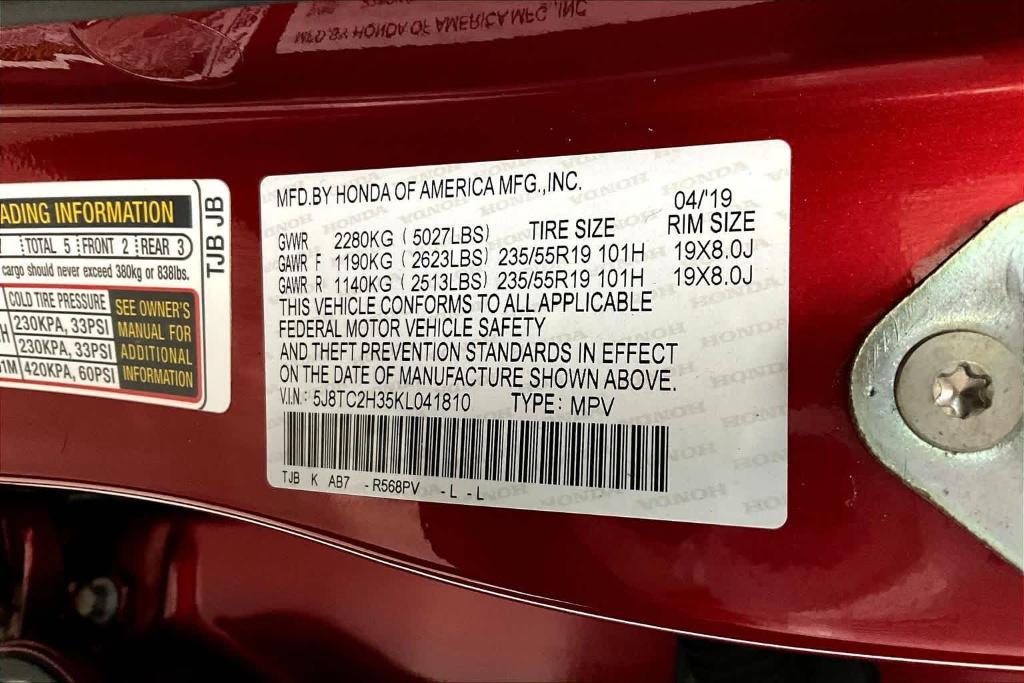 ADING INFORMATION
TOTAL 5 FRONT 2 REAR 3
cargo should never exceed 380kg or 838lbs.
COLD TIRE PRESSURE
230KPA, 33PSI
230KPA, 33PSI
420KPA, 60PSI
SEE OWNER'S
MANUAL FOR
ADDITIONAL
INFORMATION
TJB JB
MFD.BY HONDA OF AMERICA MFG.,INC.
04/'19
GVWR 2280KG (5027LBS) TIRE SIZE RIM SIZE
GAWR F 1190KG (2623LBS) 235/55R19 101H 19X8.0J
GAWR R 1140KG (2513LBS) 235/55R19 101H 19X8.0J
THIS VEHICLE CONFORMS TO ALL APPLICABLE
FEDERAL MOTOR VEHICLE SAFETY
AND THEFT PREVENTION STANDARDS IN EFFECT
ON THE DATE OF MANUFACTURE SHOWN ABOVE.
V.I.N.: 5J8TC2H35KL041810 TYPE: MPV
TJB K AB7 -R568PV -L -L